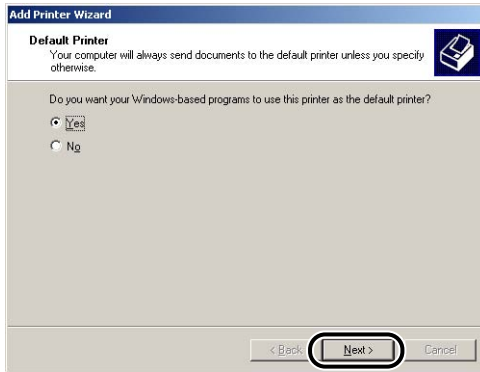 Add Printer Wizard
Default Printer
Your computer will always send documents to the default printer unless you specify
otherwise.
Do you want your Windows-based programs to use this printer as the default printer?
Yes
No
< Back
Next >
Cancel